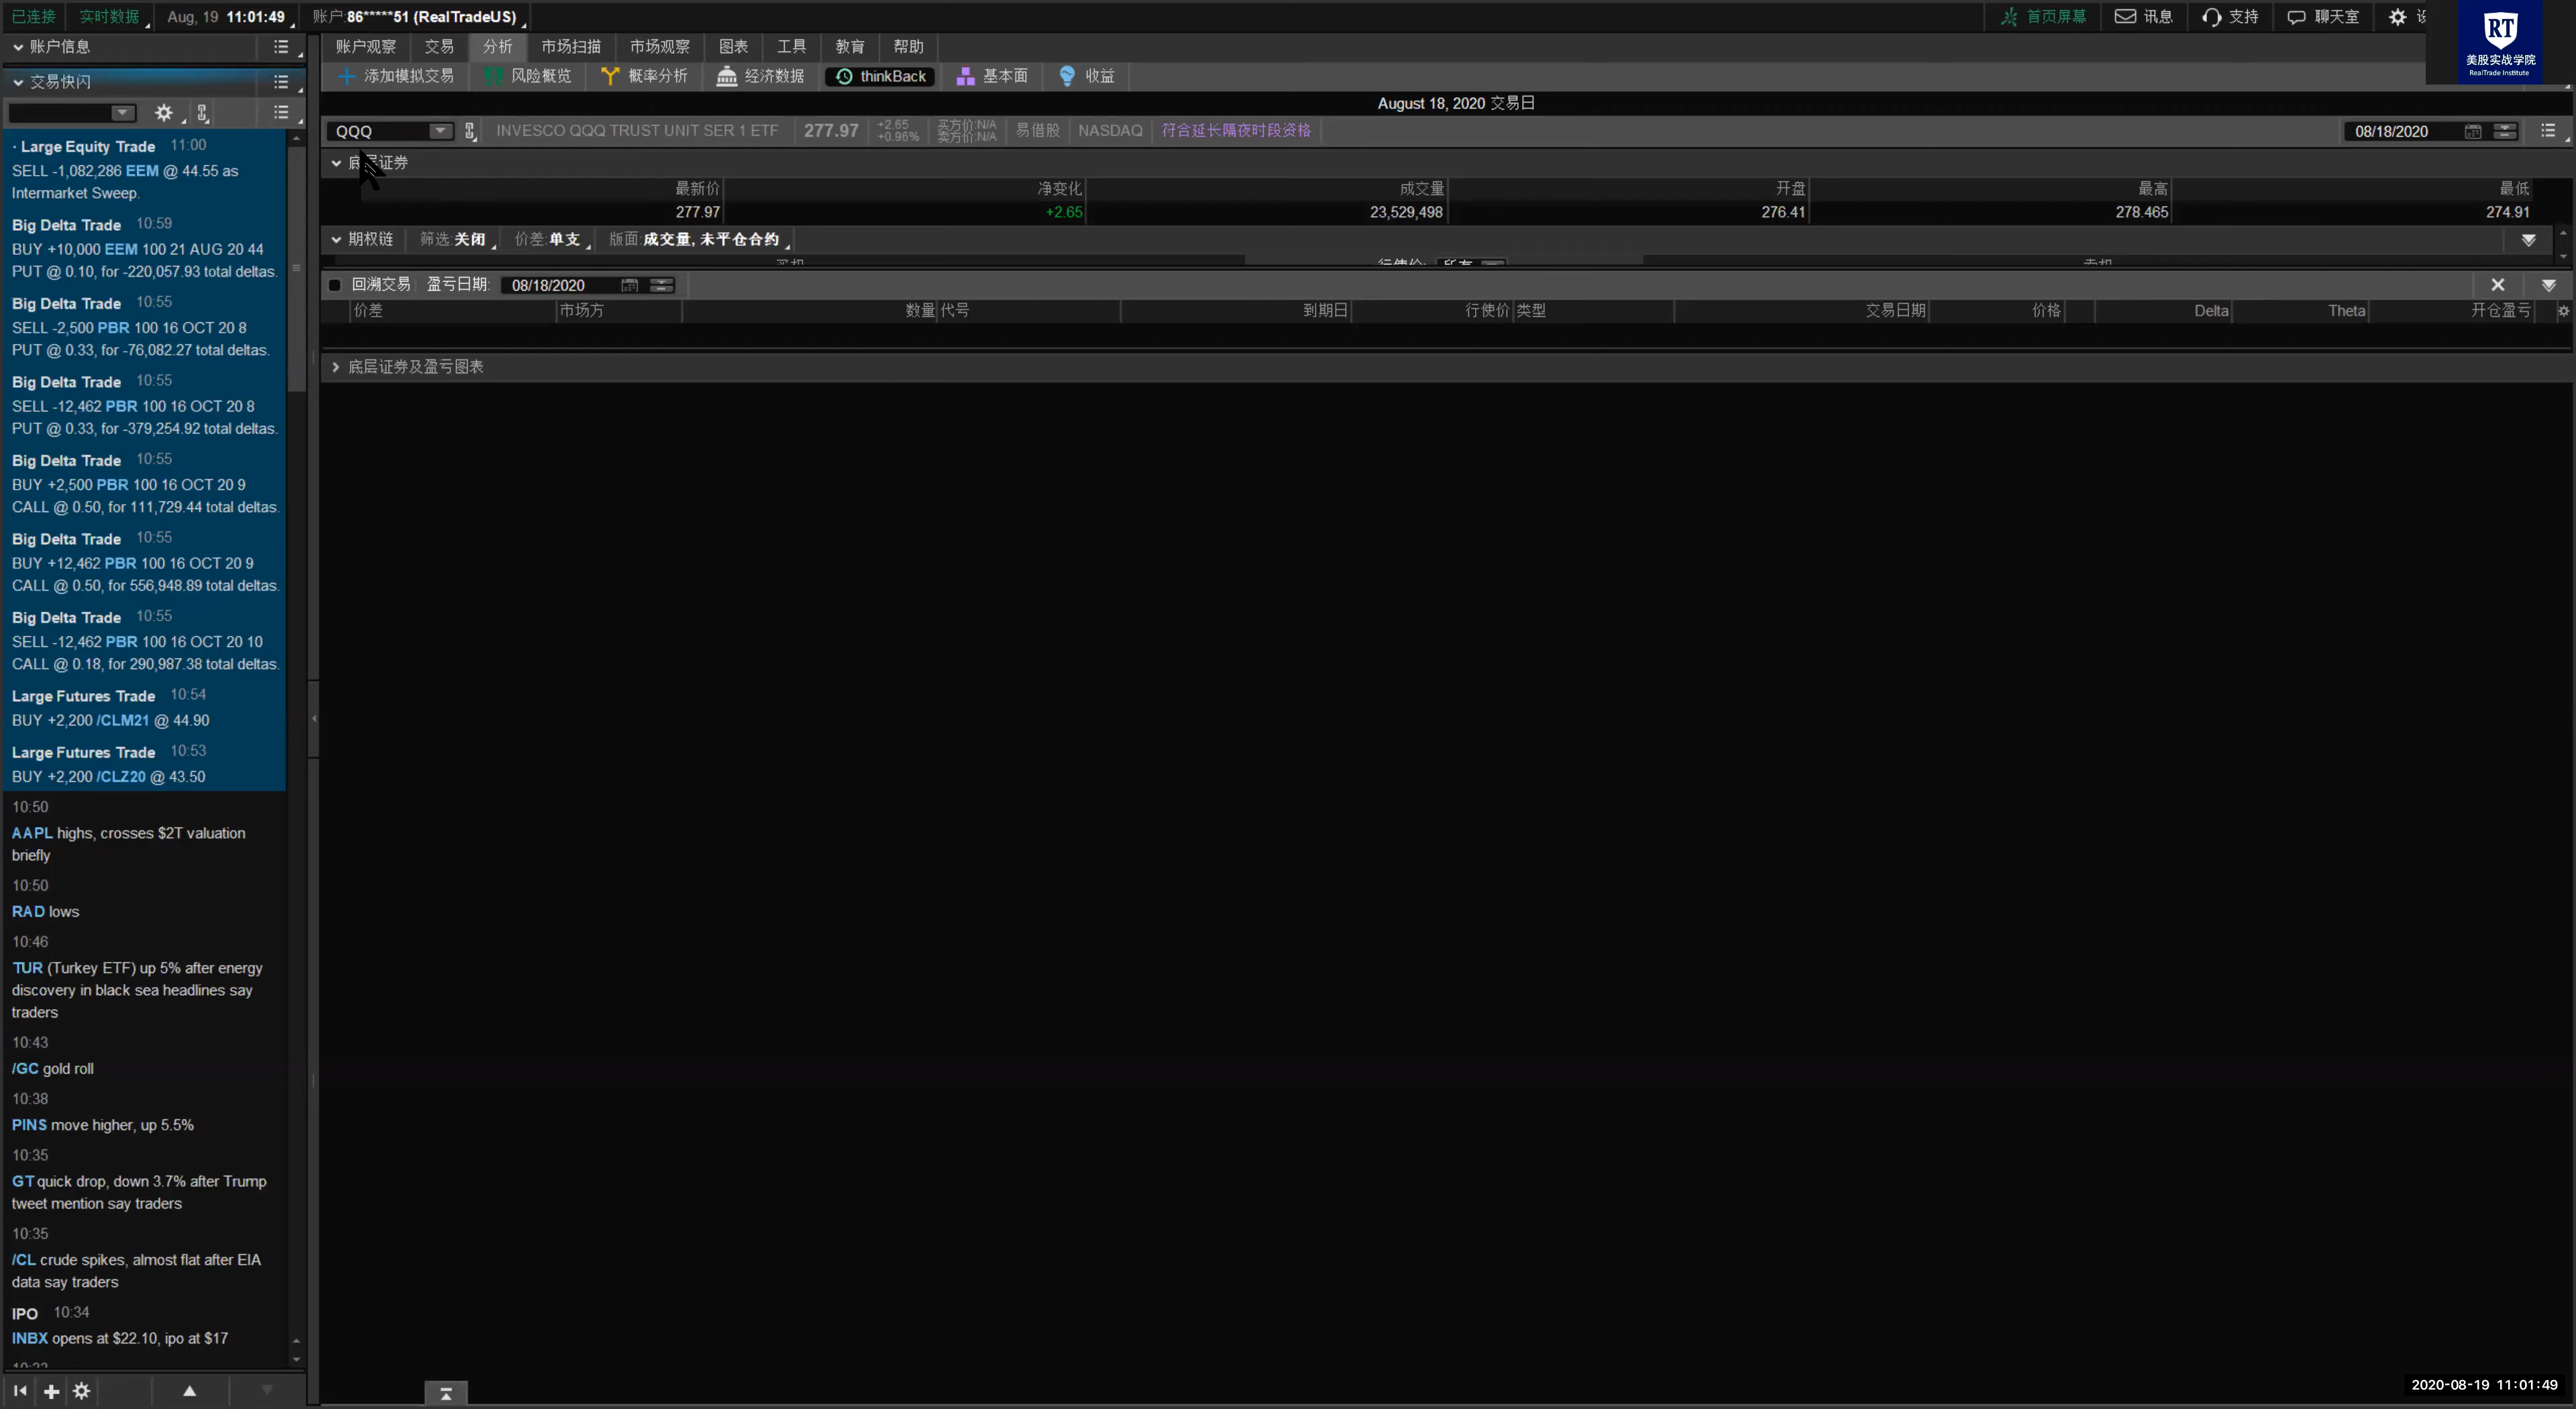 已连接 实时数据 Aug, 19 11:01:49 账户:86*****51 (RealTradeUS) 首页屏幕 讯息 支持 聊天室
RT
美股实战学院
RealTrade Institute
账户信息
账户观察 交易 分析 市场扫描 市场观察 图表 工具 教育 帮助
交易快闪
添加模拟交易 风险概览 概率分析 经济数据 thinkBack 基本面 收益
August 18, 2020 交易日
QQQ INVESCO QQQ TRUST UNIT SER 1 ETF 277.97 +2.65 +0.96% 买方价:N/A 卖方价:N/A 易借股 NASDAQ 符合延长隔夜时段资格 08/18/2020
证券
最新价 净变化 成交量 开盘 最高 最低
277.97 +2.65 23,529,498 276.41 278.465 274.91
期权链 筛选:关闭 价差:单支 版面:成交量, 未平仓合约
回溯交易 盈亏日期: 08/18/2020
价差 市场方 数量 代号 到期日 行使价 类型 交易日期 价格 Delta Theta 开仓盈亏
底层证券及盈亏图表
· Large Equity Trade 11:00
SELL -1,082,286 EEM @ 44.55 as
Intermarket Sweep.
Big Delta Trade 10:59
BUY +10,000 EEM 100 21 AUG 20 44
PUT @ 0.10, for -220,057.93 total deltas.
Big Delta Trade 10:55
SELL -2,500 PBR 100 16 OCT 20 8
PUT @ 0.33, for -76,082.27 total deltas.
Big Delta Trade 10:55
SELL -12,462 PBR 100 16 OCT 20 8
PUT @ 0.33, for -379,254.92 total deltas.
Big Delta Trade 10:55
BUY +2,500 PBR 100 16 OCT 20 9
CALL @ 0.50, for 111,729.44 total deltas.
Big Delta Trade 10:55
BUY +12,462 PBR 100 16 OCT 20 9
CALL @ 0.50, for 556,948.89 total deltas.
Big Delta Trade 10:55
SELL -12,462 PBR 100 16 OCT 20 10
CALL @ 0.18, for 290,987.38 total deltas.
Large Futures Trade 10:54
BUY +2,200 /CLM21 @ 44.90
Large Futures Trade 10:53
BUY +2,200 /CLZ20 @ 43.50
10:50
AAPL highs, crosses $2T valuation
briefly
10:50
RAD lows
10:46
TUR (Turkey ETF) up 5% after energy
discovery in black sea headlines say
traders
10:43
/GC gold roll
10:38
PINS move higher, up 5.5%
10:35
GT quick drop, down 3.7% after Trump
tweet mention say traders
10:35
/CL crude spikes, almost flat after EIA
data say traders
IPO 10:34
INBX opens at $22.10, ipo at $17
2020-08-19 11:01:49